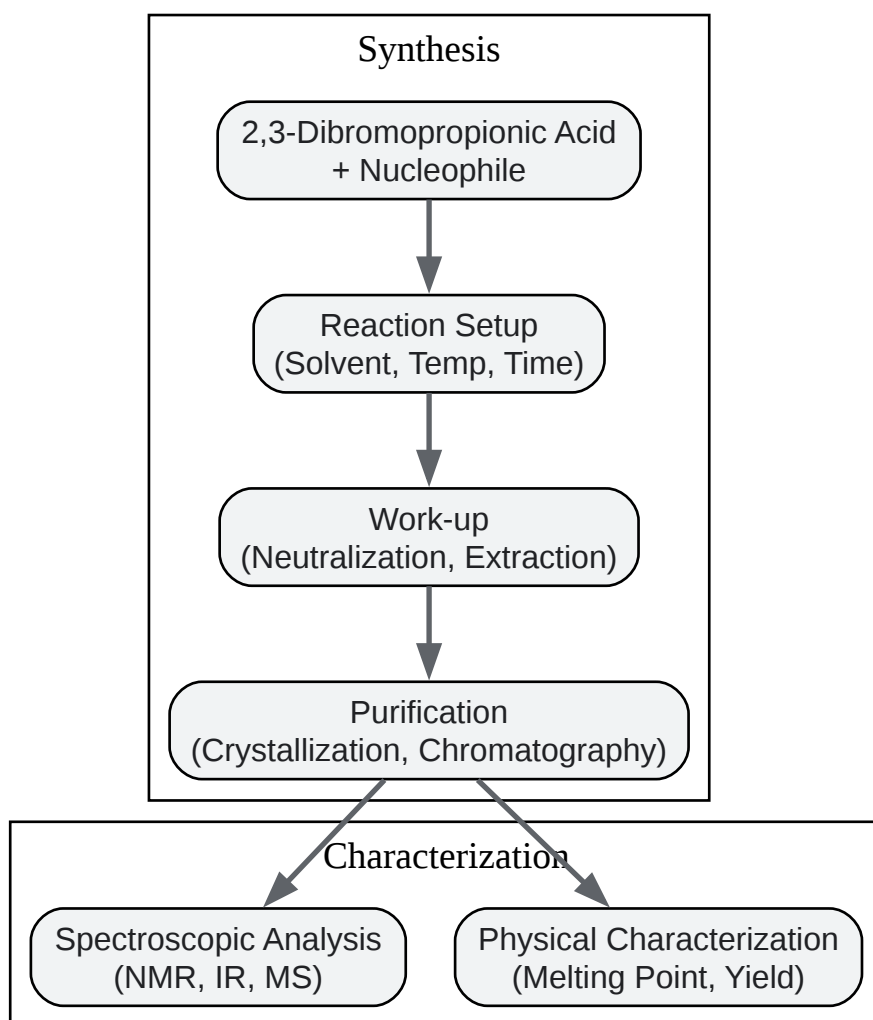 Synthesis
2,3-Dibromopropionic Acid
+ Nucleophile
Reaction Setup
(Solvent, Temp, Time)
Work-up
(Neutralization, Extraction)
Purification
(Crystallization, Chromatography)
Characterization
Spectroscopic Analysis
(NMR, IR, MS)
Physical Characterization
(Melting Point, Yield)